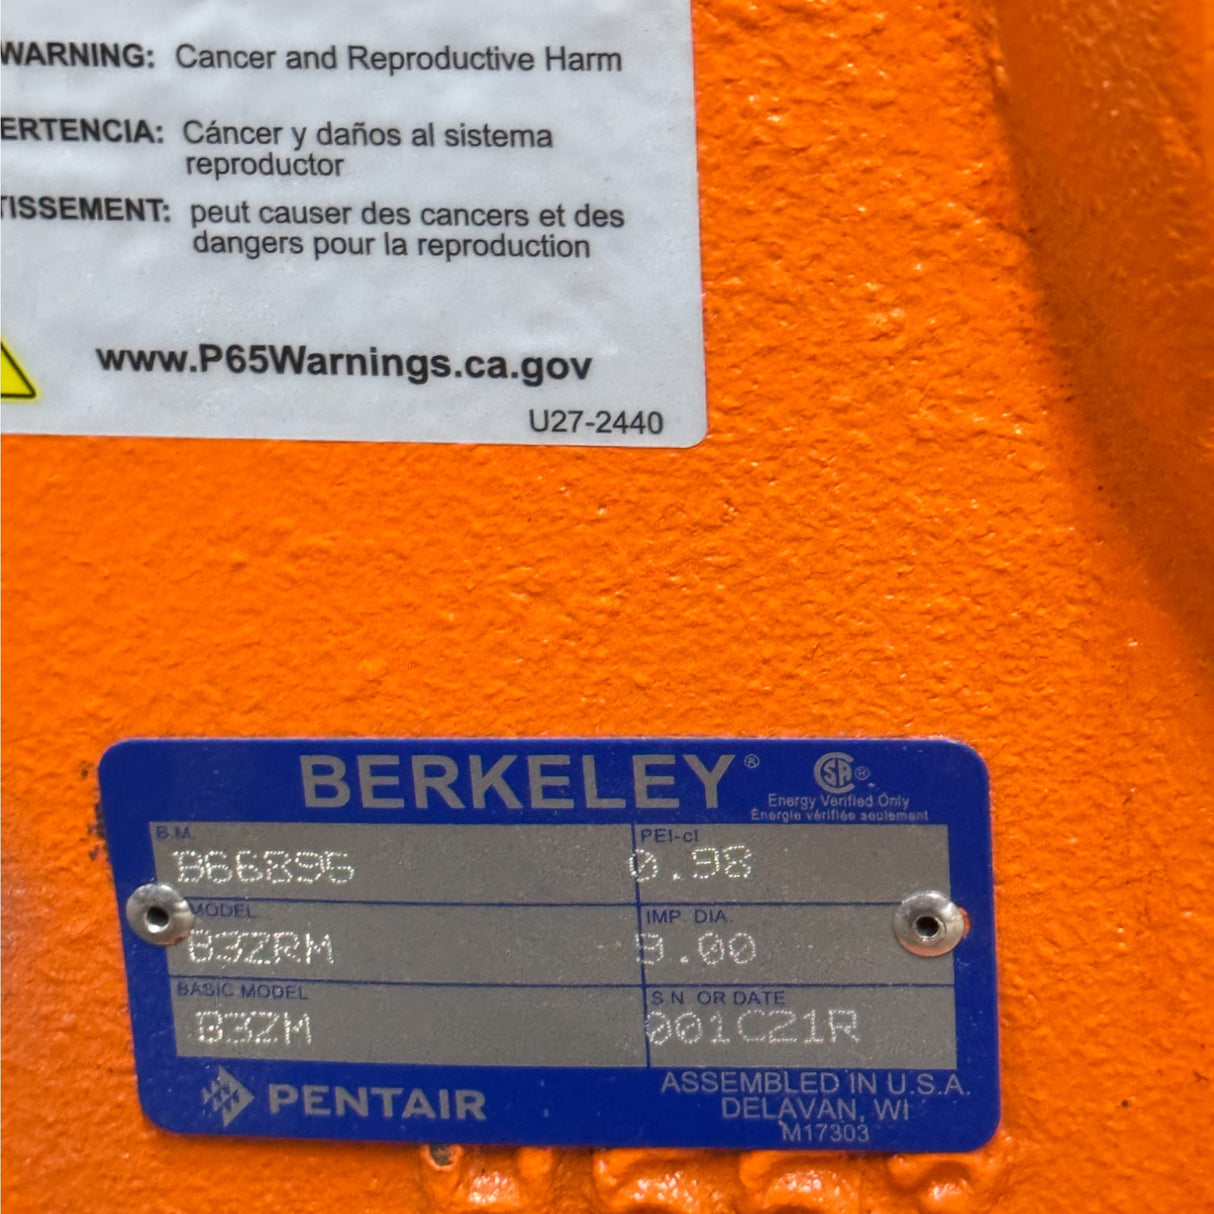 WARNING: Cancer and Reproductive Harm
ERTENCIA: Cáncer y daños al sistema
reproductor
TISSEMENT: peut causer des cancers et des
dangers pour la reproduction
www.P65Warnings.ca.gov
U27-2440
BERKELEY®
SA®
Energy Verified Only
Énergie vérifiée seulement
B.M. PEI-cl
B66896 0.98
MODEL IMP. DIA.
B3ZRM 9.00
BASIC MODEL S.N. OR DATE
B3ZM 001C21R
PENTAIR
ASSEMBLED IN U.S.A.
DELAVAN, WI
M17303